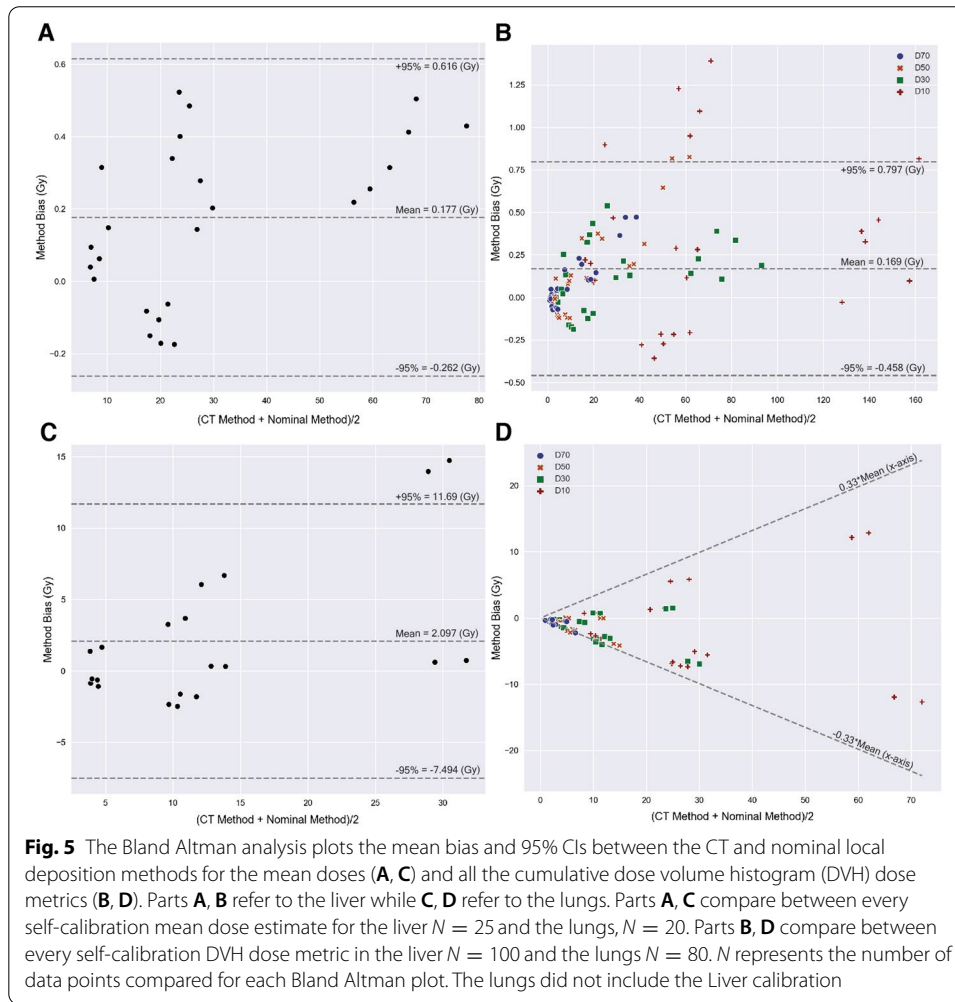 A
0.6
+95% = 0.616 (Gy)
0.4
0.2
Mean = 0.177 (Gy)
0.0
-0.2
-95% = -0.262 (Gy)
Method Bias (Gy)
10 20 30 40 50 60 70 80
(CT Method + Nominal Method)/2
B
D70
D50
D30
D10
1.25
1.00
0.75
+95% = 0.797 (Gy)
0.50
0.25
Mean = 0.169 (Gy)
0.00
-0.25
-0.50
-95% = -0.458 (Gy)
Method Bias (Gy)
0 20 40 60 80 100 120 140 160
(CT Method + Nominal Method)/2
C
15
+95% = 11.69 (Gy)
10
5
Mean = 2.097 (Gy)
0
-5
-95% = -7.494 (Gy)
Method Bias (Gy)
5 10 15 20 25 30
(CT Method + Nominal Method)/2
D
D70
D50
D30
D10
0.33*Mean (x-axis)
20
10
0
-10
-20
-0.33*Mean (x-axis)
Method Bias (Gy)
0 10 20 30 40 50 60 70
(CT Method + Nominal Method)/2
Fig. 5 The Bland Altman analysis plots the mean bias and 95% CIs between the CT and nominal local
deposition methods for the mean doses (A, C) and all the cumulative dose volume histogram (DVH) dose
metrics (B, D). Parts A, B refer to the liver while C, D refer to the lungs. Parts A, C compare between every
self-calibration mean dose estimate for the liver N = 25 and the lungs, N = 20. Parts B, D compare between
every self-calibration DVH dose metric in the liver N = 100 and the lungs N = 80. N represents the number of
data points compared for each Bland Altman plot. The lungs did not include the Liver calibration